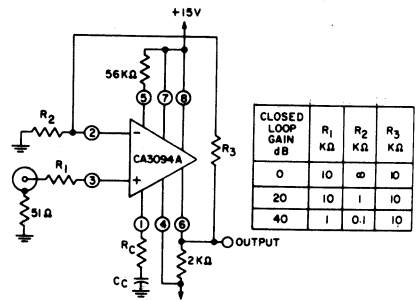 +15V
56KΩ
5
7
8
R2
2
−
CA3094A
R3
R1
3
+
51Ω
1
4
6
RC
CC
2KΩ
OUTPUT
CLOSED LOOP GAIN dB R1 KΩ R2 KΩ R3 KΩ
0 10 ∞ 10
20 10 1 10
40 1 0.1 10